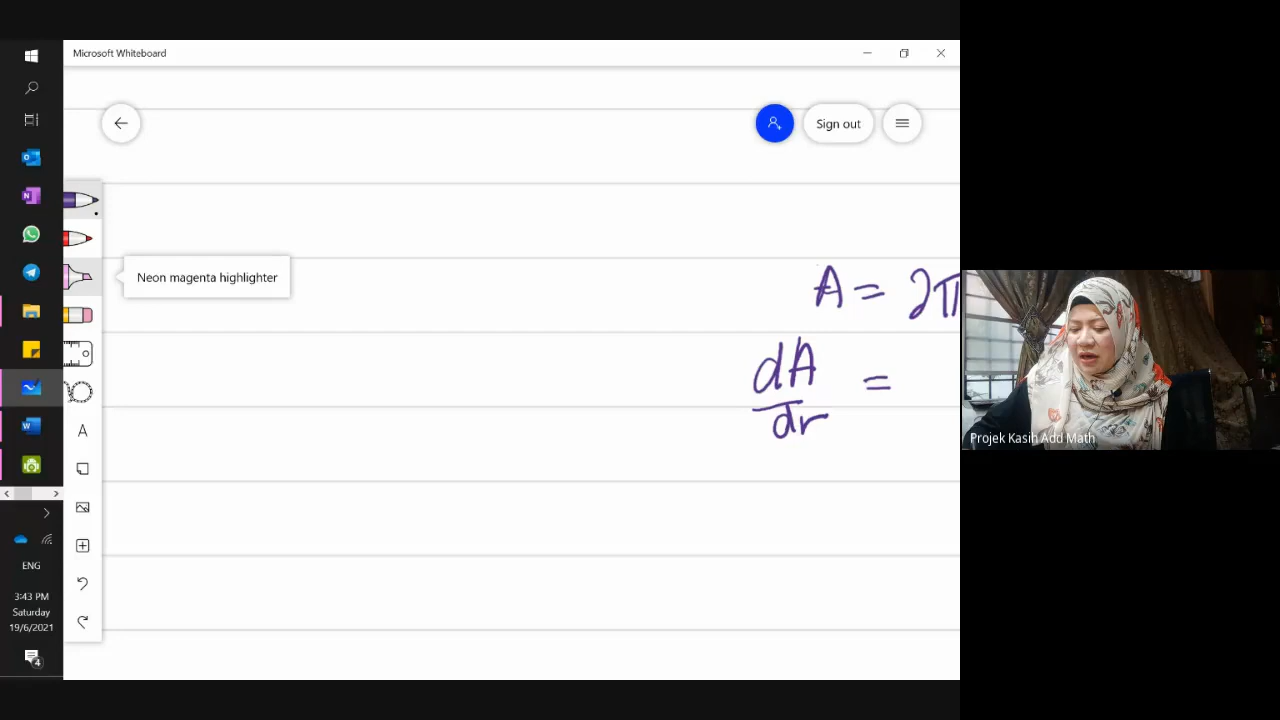 Microsoft Whiteboard
Sign out
Neon magenta highlighter
A = 2π
dA
dr
=
A
ENG
3:43 PM
Saturday
19/6/2021
4
Projek Kasih Add Math